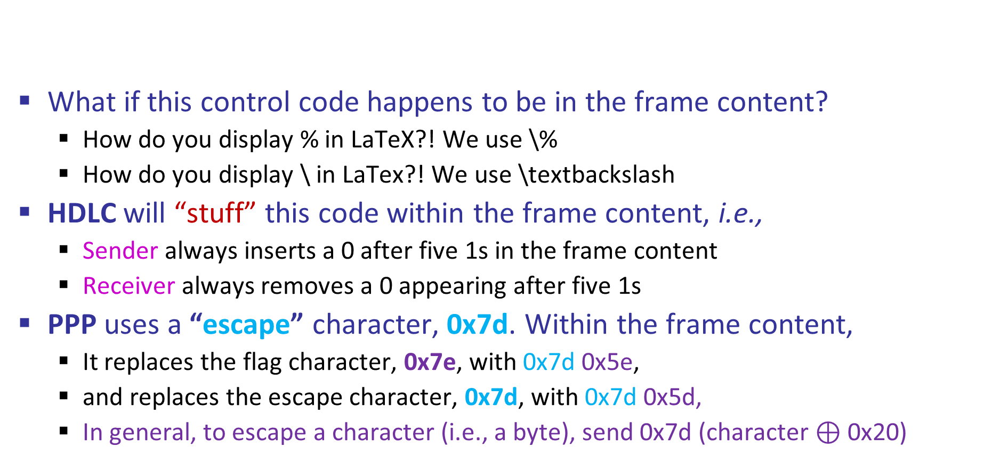 ▪ What if this control code happens to be in the frame content?
▪ How do you display % in LaTeX?! We use \%
▪ How do you display \ in LaTex?! We use \textbackslash
▪ HDLC will “stuff” this code within the frame content, i.e.,
▪ Sender always inserts a 0 after five 1s in the frame content
▪ Receiver always removes a 0 appearing after five 1s
▪ PPP uses a “escape” character, 0x7d. Within the frame content,
▪ It replaces the flag character, 0x7e, with 0x7d 0x5e,
▪ and replaces the escape character, 0x7d, with 0x7d 0x5d,
▪ In general, to escape a character (i.e., a byte), send 0x7d (character ⊕ 0x20)